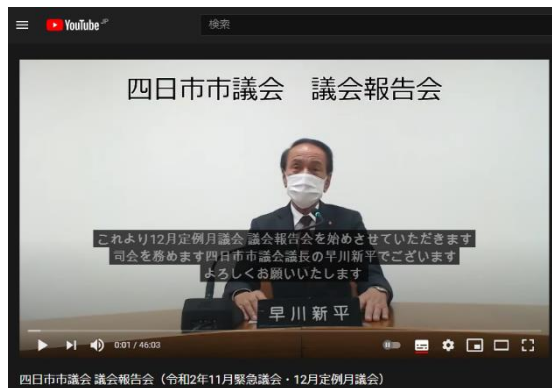 YouTube JP
検索
四日市市議会 議会報告会
これより12月定例月議会 議会報告会を始めさせていただきます
司会を務めます四日市市議会議長の早川新平でございます
よろしくお願いいたします
早川新平
0:01 / 46:03
四日市市議会 議会報告会（令和2年11月緊急議会・12月定例月議会）